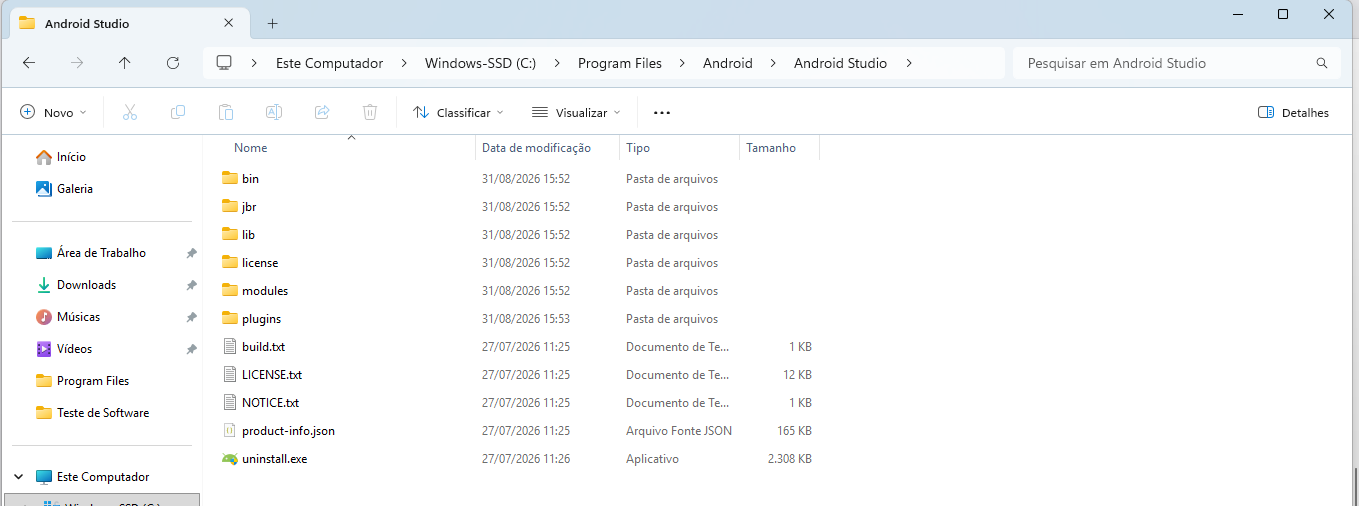 Android Studio
Este Computador Windows-SSD (C:) Program Files Android Android Studio Pesquisar em Android Studio
Novo Classificar Visualizar Detalhes
Início
Galeria
Área de Trabalho
Downloads
Músicas
Vídeos
Program Files
Teste de Software
Este Computador
Windows-SSD (C:)
Nome Data de modificação Tipo Tamanho
bin 31/08/2026 15:52 Pasta de arquivos
jbr 31/08/2026 15:52 Pasta de arquivos
lib 31/08/2026 15:52 Pasta de arquivos
license 31/08/2026 15:52 Pasta de arquivos
modules 31/08/2026 15:52 Pasta de arquivos
plugins 31/08/2026 15:53 Pasta de arquivos
build.txt 27/07/2026 11:25 Documento de Te... 1 KB
LICENSE.txt 27/07/2026 11:25 Documento de Te... 12 KB
NOTICE.txt 27/07/2026 11:25 Documento de Te... 1 KB
product-info.json 27/07/2026 11:25 Arquivo Fonte JSON 165 KB
uninstall.exe 27/07/2026 11:26 Aplicativo 2.308 KB